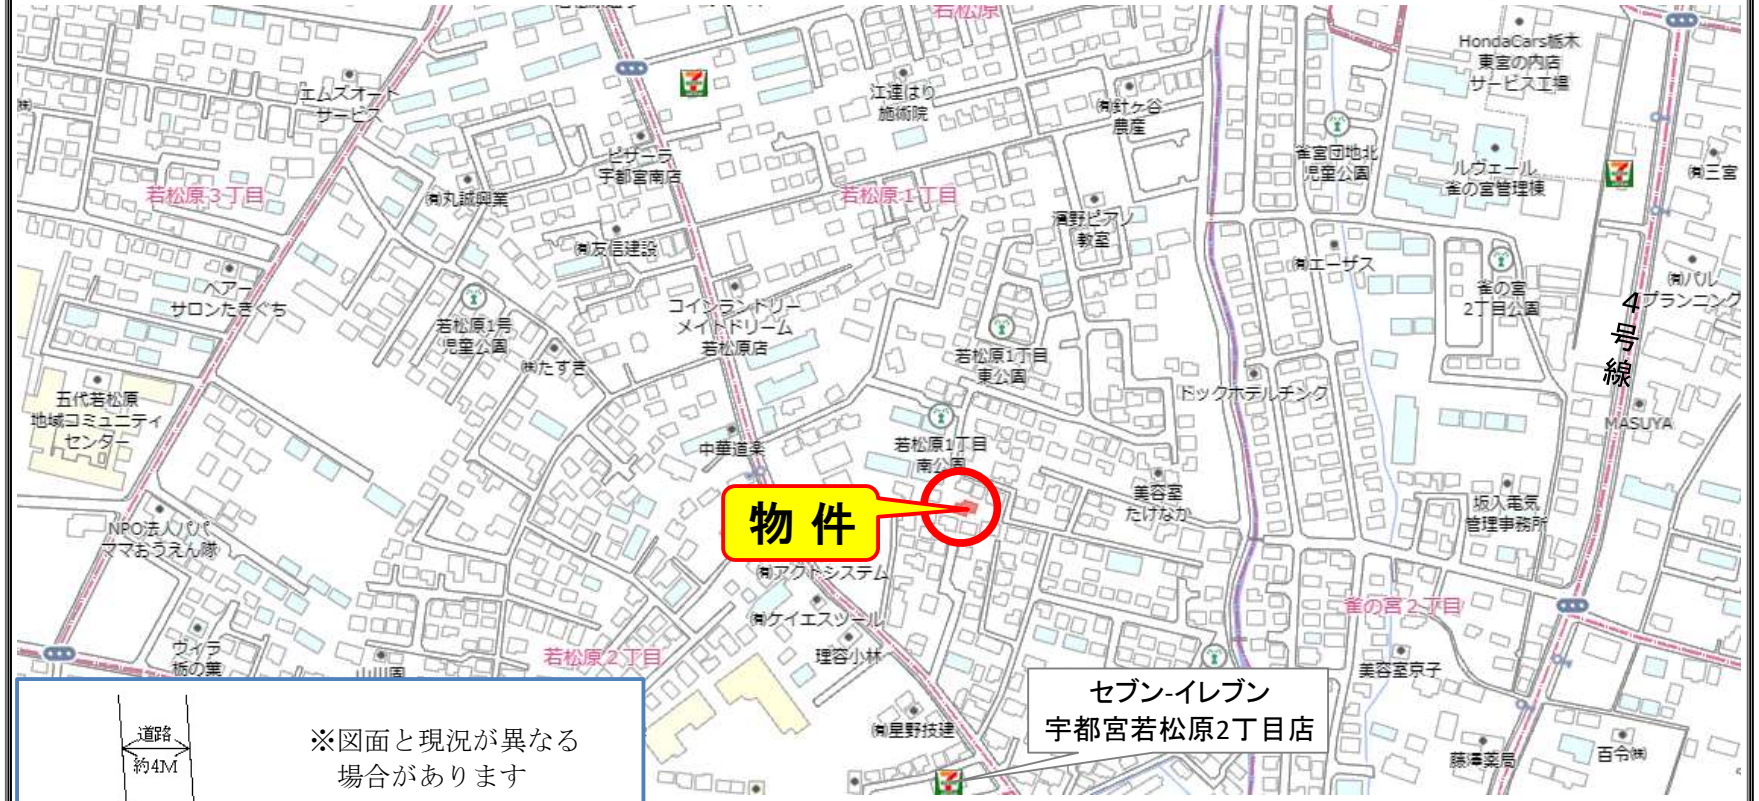 若松原
HondaCars栃木
東宮の内店
サービス工場
エムズオート
サービス
江連はり
施術院
㈲針ヶ谷
農産
雀宮団地北
児童公園
ルヴェール
雀の宮管理棟
㈲三宮
ピザーラ
宇都宮南店
若松原3丁目
㈲丸誠興業
若松原1丁目
濱野ピアノ
教室
㈲友信建設
㈲エーザス
雀の宮
2丁目公園
㈲パル
プランニング
ヘアー
サロンたきぐち
コインランドリー
メイトドリーム
若松原店
若松原1号
児童公園
4号線
若松原1丁目
東公園
㈱たすき
ドックホテルチンク
五代若松原
地域コミュニティ
センター
MASUYA
中華道楽
若松原1丁目
南公園
美容室
たけなか
坂入電気
管理事務所
物件
NPO法人パパ
ママおうえん隊
㈲アクトシステム
㈲ケイエスツール
雀の宮2丁目
ヴィラ
栃の葉
山川園
若松原2丁目
理容小林
美容室京子
セブン-イレブン
宇都宮若松原2丁目店
㈲星野技建
藤澤薬局
百令㈱
道路
約4M
※図面と現況が異なる
場合があります